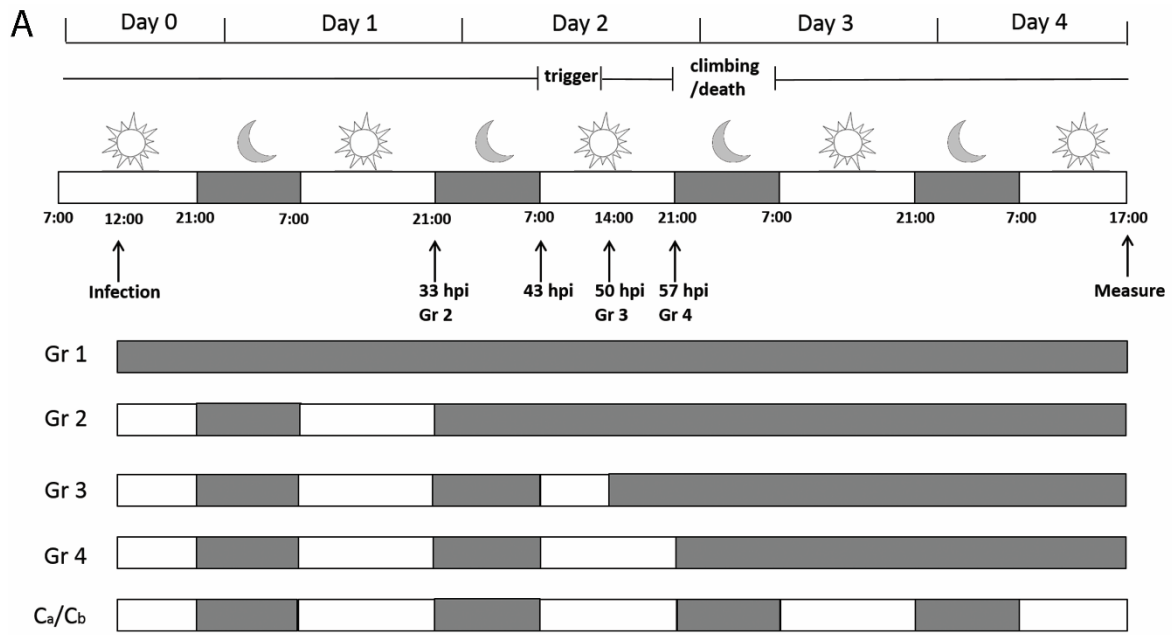 A
Day 0 Day 1 Day 2 Day 3 Day 4
trigger climbing
/death
7:00 12:00 21:00 7:00 21:00 7:00 14:00 21:00 7:00 21:00 7:00 17:00
Infection 33 hpi 43 hpi 50 hpi 57 hpi Measure
Gr 2 Gr 3 Gr 4
Gr 1
Gr 2
Gr 3
Gr 4
Ca/Cb